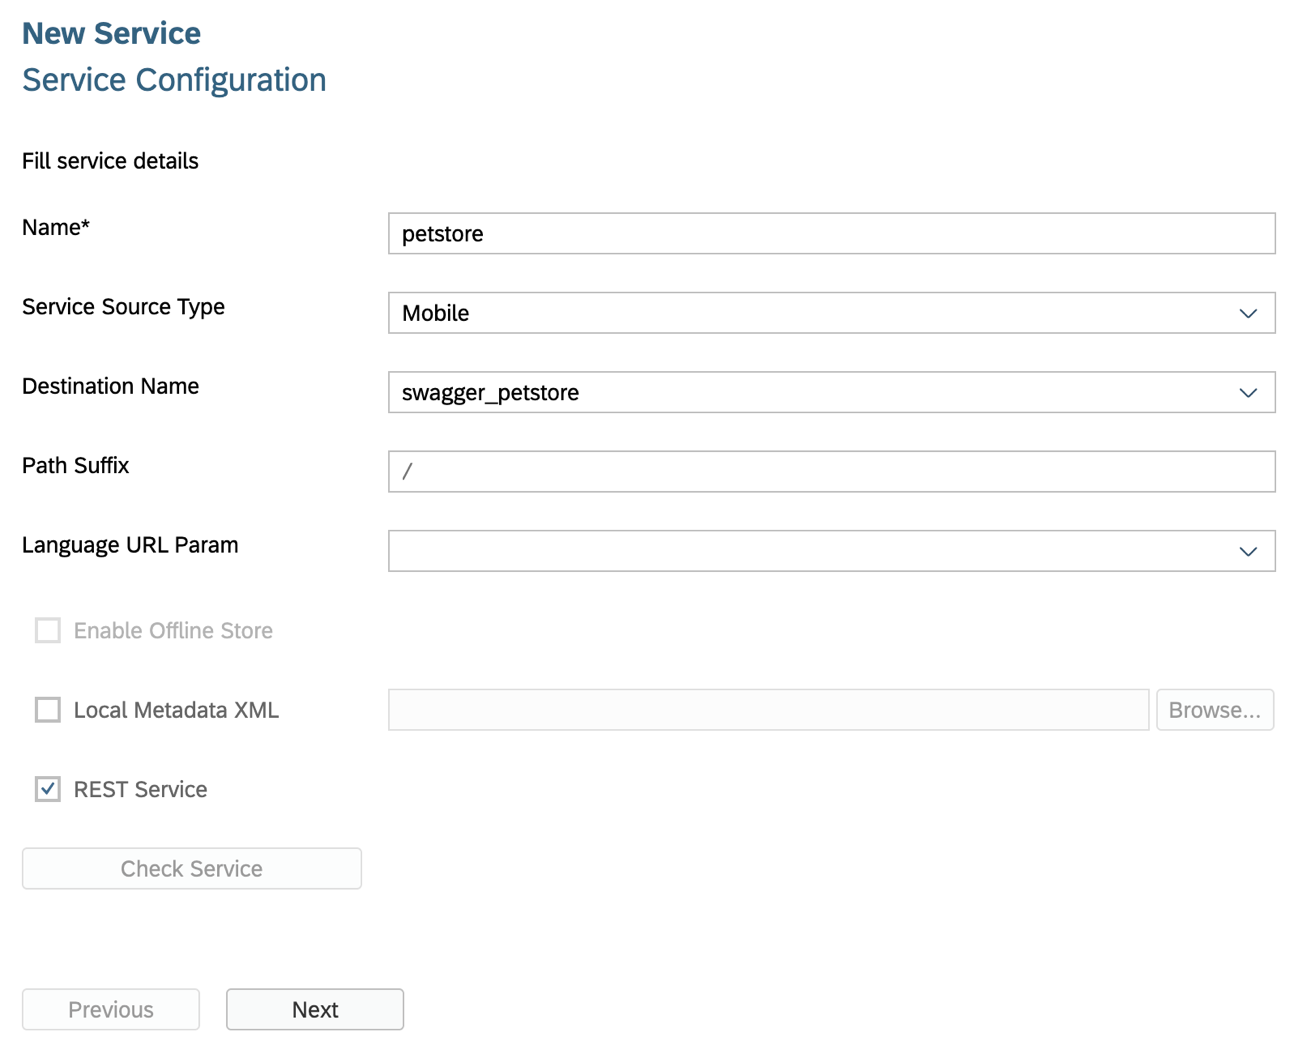 New Service
Service Configuration
Fill service details
Name*
petstore
Service Source Type
Mobile
Destination Name
swagger_petstore
Path Suffix
/
Language URL Param
Enable Offline Store
Local Metadata XML
Browse...
REST Service
Check Service
Previous
Next